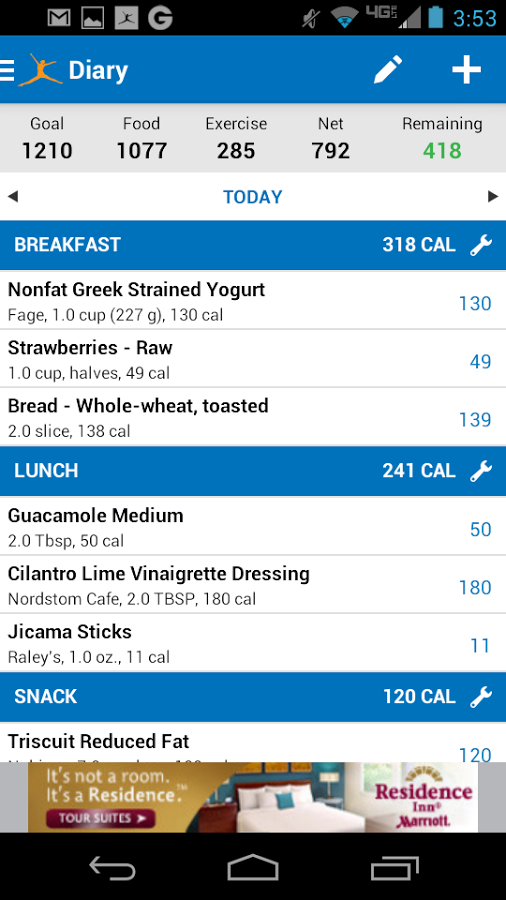 4G LTE 3:53
Diary
Goal Food Exercise Net Remaining
1210 1077 285 792 418
TODAY
BREAKFAST 318 CAL
Nonfat Greek Strained Yogurt
Fage, 1.0 cup (227 g), 130 cal 130
Strawberries - Raw
1.0 cup, halves, 49 cal 49
Bread - Whole-wheat, toasted
2.0 slice, 138 cal 139
LUNCH 241 CAL
Guacamole Medium
2.0 Tbsp, 50 cal 50
Cilantro Lime Vinaigrette Dressing
Nordstom Cafe, 2.0 TBSP, 180 cal 180
Jicama Sticks
Raley's, 1.0 oz., 11 cal 11
SNACK 120 CAL
Triscuit Reduced Fat
120
It's not a room.
It's a Residence.™
TOUR SUITES
Residence
Inn®
Marriott.